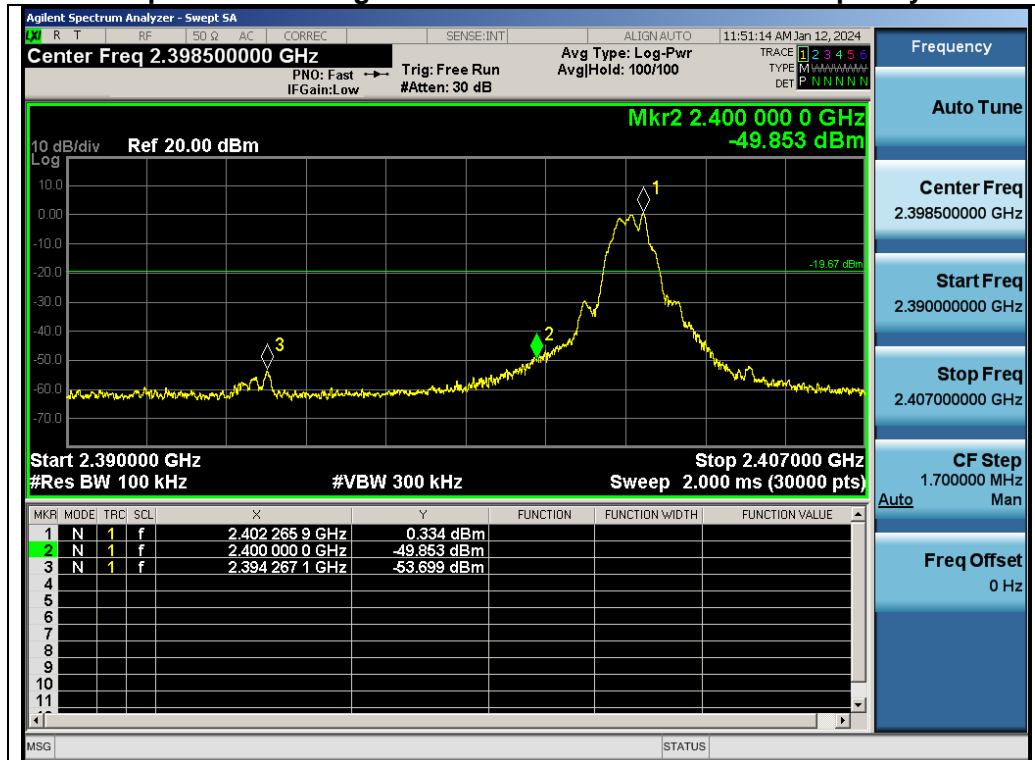 Agilent Spectrum Analyzer - Swept SA
LXI R T RF 50 Ω AC CORREC SENSE:INT ALIGN AUTO 11:51:14 AM Jan 12, 2024
Center Freq 2.398500000 GHz
PNO: Fast
IFGain:Low
Trig: Free Run
#Atten: 30 dB
Avg Type: Log-Pwr
Avg|Hold: 100/100
TRACE 1 2 3 4 5 6
TYPE M WWWWW
DET P N N N N N
Mkr2 2.400 000 0 GHz
-49.853 dBm
10 dB/div Ref 20.00 dBm
Log
10.0
0.00
-10.0
-20.0
-30.0
-40.0
-50.0
-60.0
-70.0
1
-19.67 dBm
2
3
Start 2.390000 GHz Stop 2.407000 GHz
#Res BW 100 kHz #VBW 300 kHz Sweep 2.000 ms (30000 pts)
MKR MODE TRC SCL X Y FUNCTION FUNCTION WIDTH FUNCTION VALUE
1 N 1 f 2.402 265 9 GHz 0.334 dBm
2 N 1 f 2.400 000 0 GHz -49.853 dBm
3 N 1 f 2.394 267 1 GHz -53.699 dBm
4
5
6
7
8
9
10
11
MSG STATUS
Frequency
Auto Tune
Center Freq
2.398500000 GHz
Start Freq
2.390000000 GHz
Stop Freq
2.407000000 GHz
CF Step
1.700000 MHz
Auto Man
Freq Offset
0 Hz